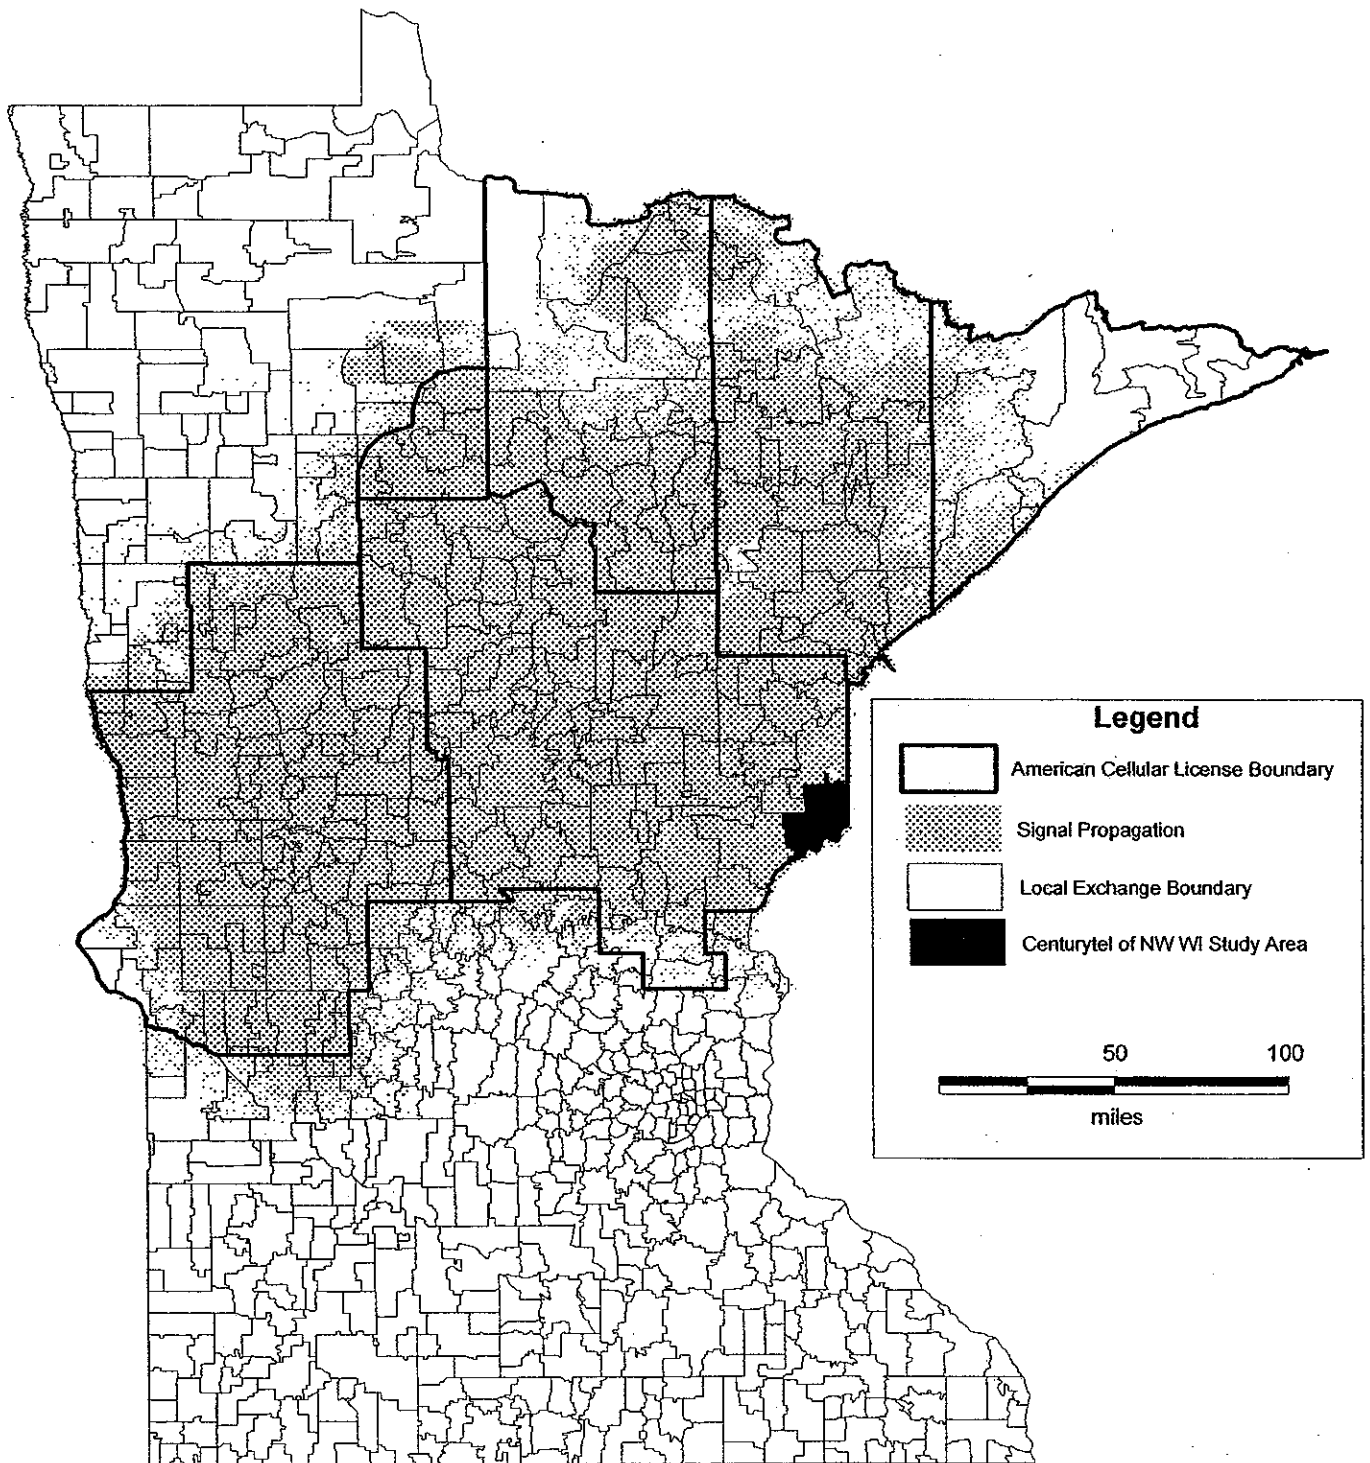 Legend
American Cellular License Boundary
Signal Propagation
Local Exchange Boundary
Centurytel of NW WI Study Area
50 100
miles